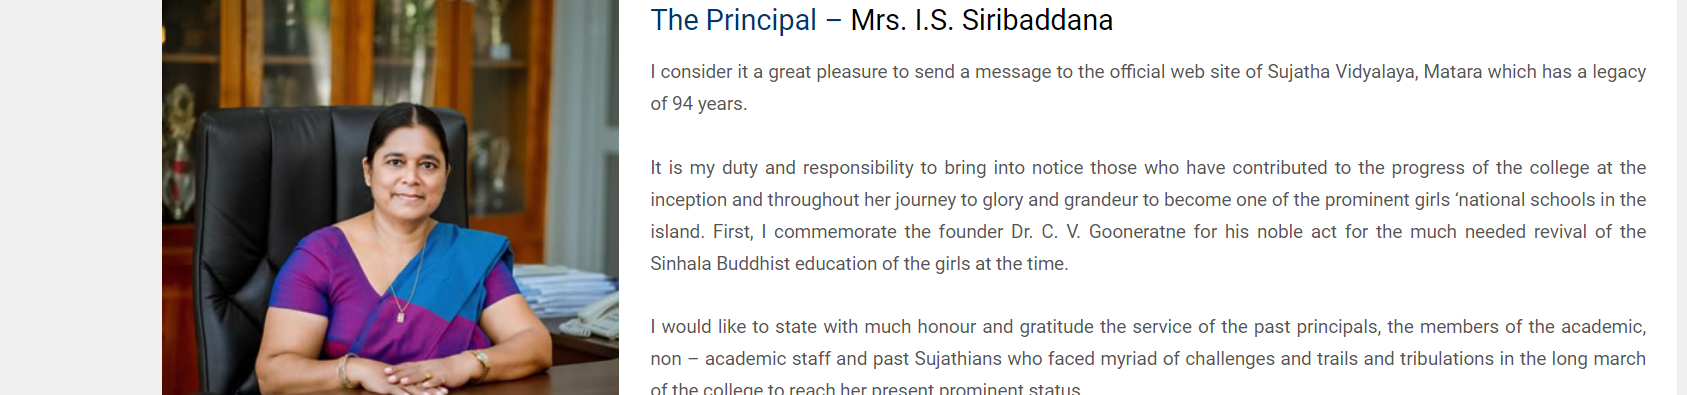 The Principal – Mrs. I.S. Siribaddana
I consider it a great pleasure to send a message to the official web site of Sujatha Vidyalaya, Matara which has a legacy
of 94 years.
It is my duty and responsibility to bring into notice those who have contributed to the progress of the college at the
inception and throughout her journey to glory and grandeur to become one of the prominent girls ‘national schools in the
island. First, I commemorate the founder Dr. C. V. Gooneratne for his noble act for the much needed revival of the
Sinhala Buddhist education of the girls at the time.
I would like to state with much honour and gratitude the service of the past principals, the members of the academic,
non – academic staff and past Sujathians who faced myriad of challenges and trails and tribulations in the long march
of the college to reach her present prominent status.